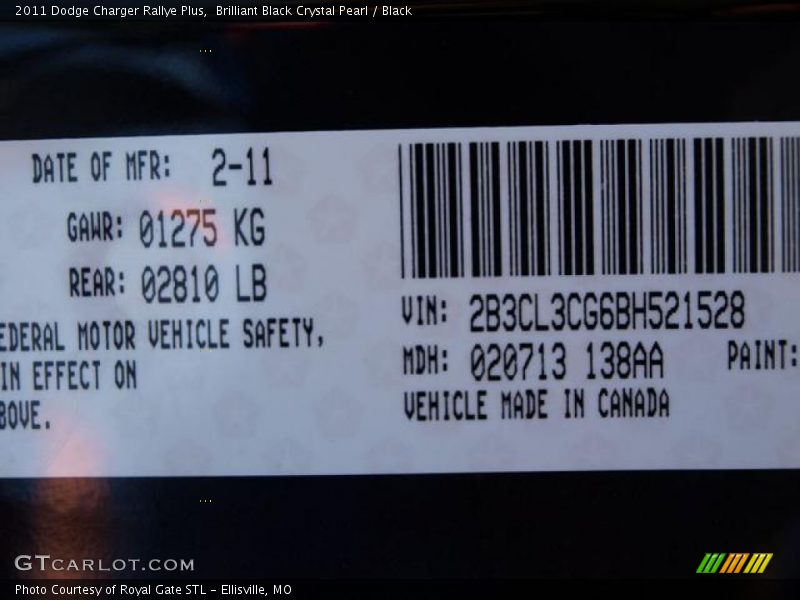 2011 Dodge Charger Rallye Plus,  Brilliant Black Crystal Pearl / Black
DATE OF MFR: 2-11
GAWR: 01275 KG
REAR: 02810 LB
EDERAL MOTOR VEHICLE SAFETY,
IN EFFECT ON
BOVE.
VIN: 2B3CL3CG6BH521528
MDH: 020713 138AA PAINT:
VEHICLE MADE IN CANADA
GTCARLOT.COM
Photo Courtesy of Royal Gate STL - Ellisville, MO